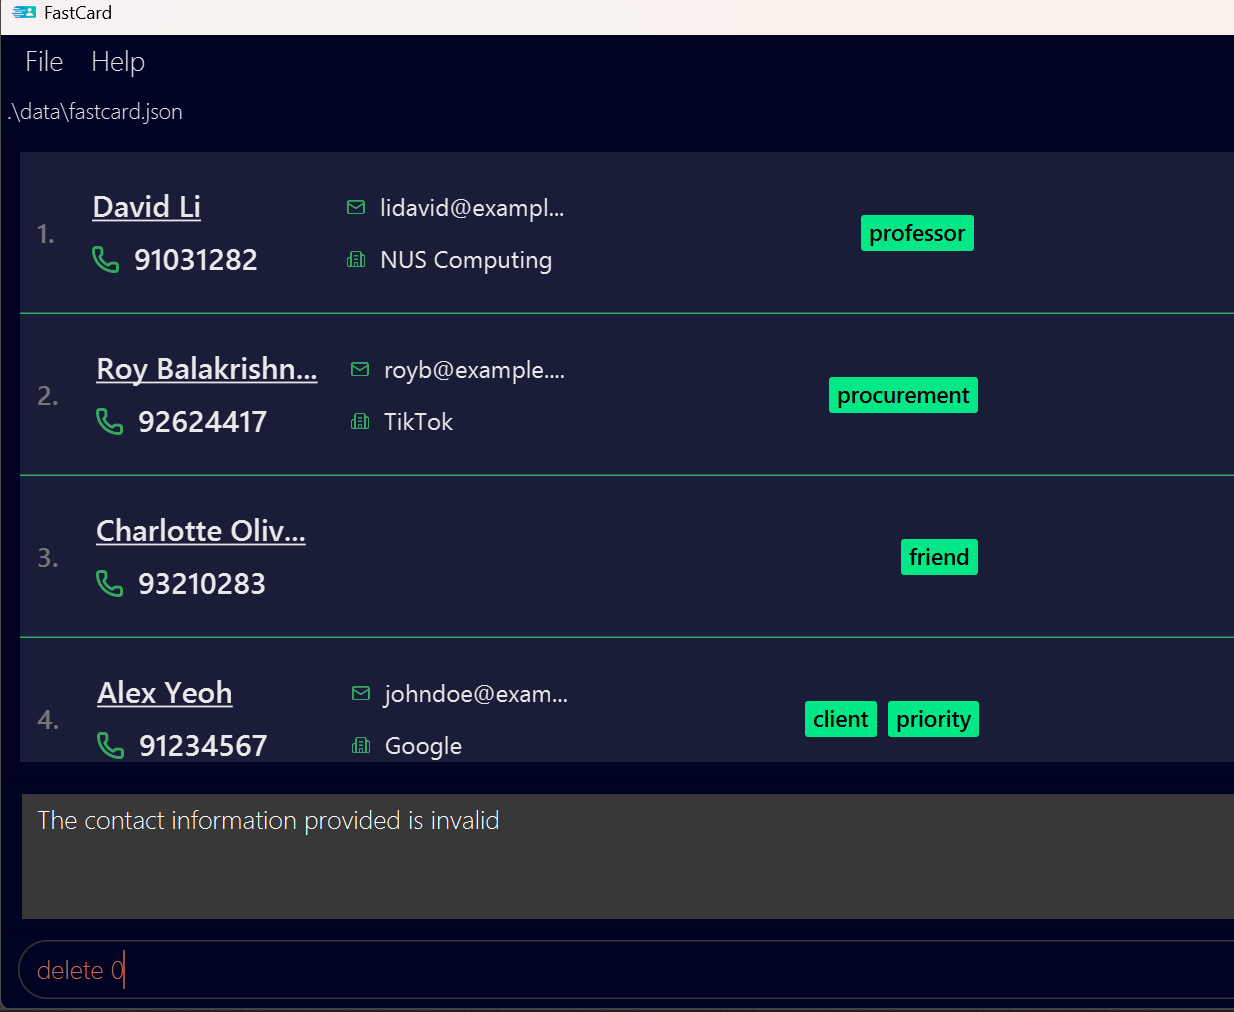 FastCard
File Help
.\data\fastcard.json
1.
David Li
91031282
lidavid@exampl...
NUS Computing
professor
2.
Roy Balakrishn...
92624417
royb@example....
TikTok
procurement
3.
Charlotte Oliv...
93210283
friend
4.
Alex Yeoh
91234567
johndoe@exam...
Google
client priority
The contact information provided is invalid
delete 0